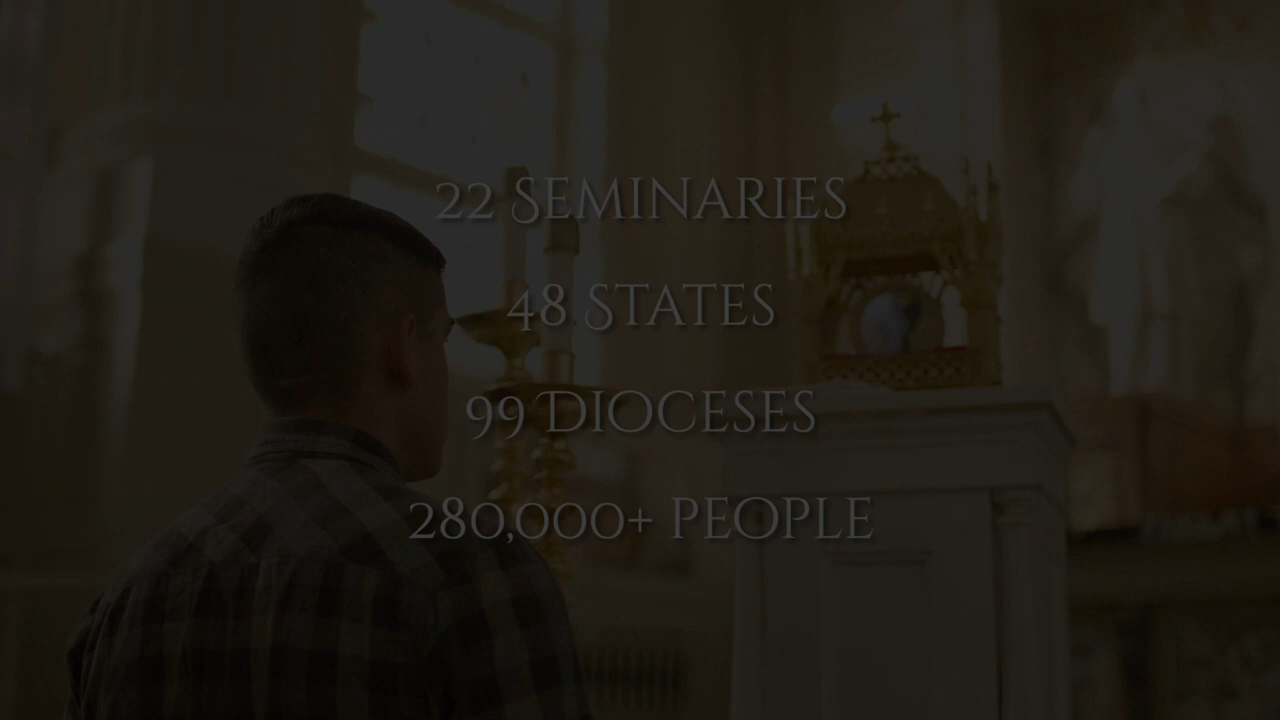 22 Seminaries
48 States
99 Dioceses
280,000+ People